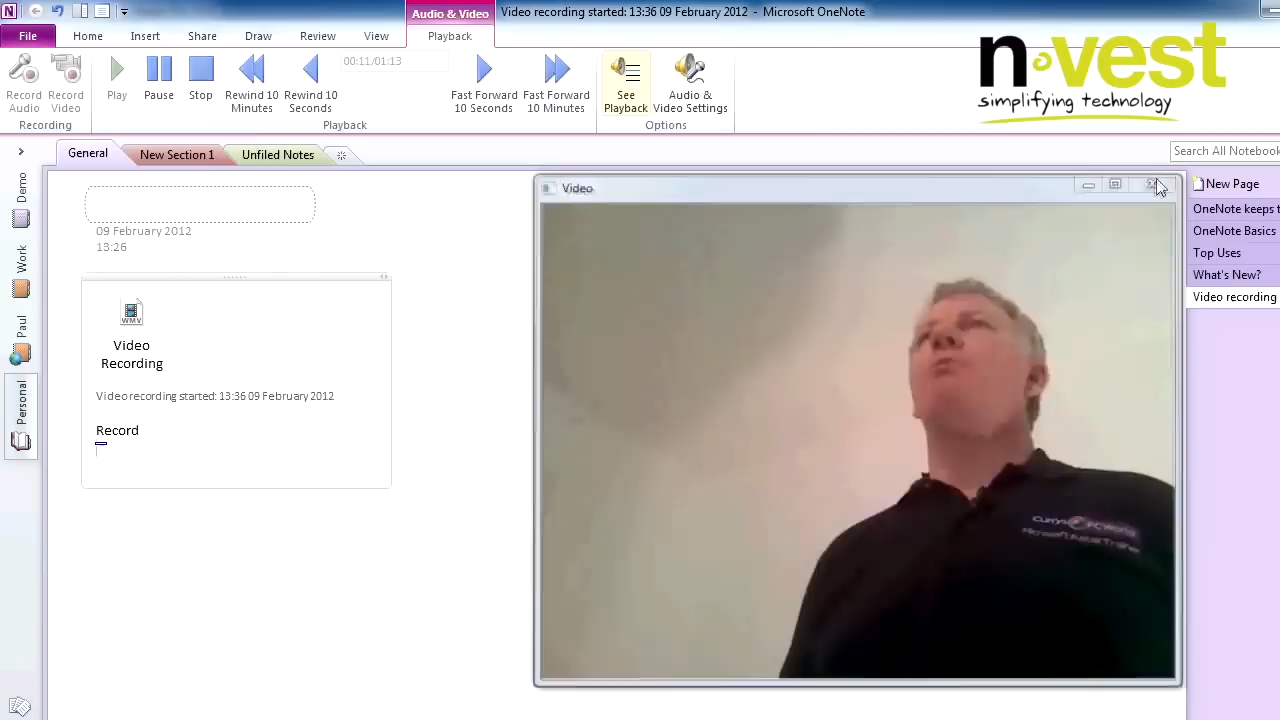 Audio & Video
Video recording started: 13:36 09 February 2012 - Microsoft OneNote
File Home Insert Share Draw Review View Playback
n·vest
simplifying technology
Record Audio
Record Video
Play
Pause
Stop
Rewind 10 Minutes
Rewind 10 Seconds
00:11/01:13
Fast Forward 10 Seconds
Fast Forward 10 Minutes
See Playback
Audio & Video Settings
Recording
Playback
Options
General
New Section 1
Unfiled Notes
Search All Notebook
Demo
Work
Paul
Personal
09 February 2012
13:26
WMV
Video
Recording
Video recording started: 13:36 09 February 2012
Record
Video
Currys PC World
New Page
OneNote keeps t
OneNote Basics
Top Uses
What's New?
Video recording